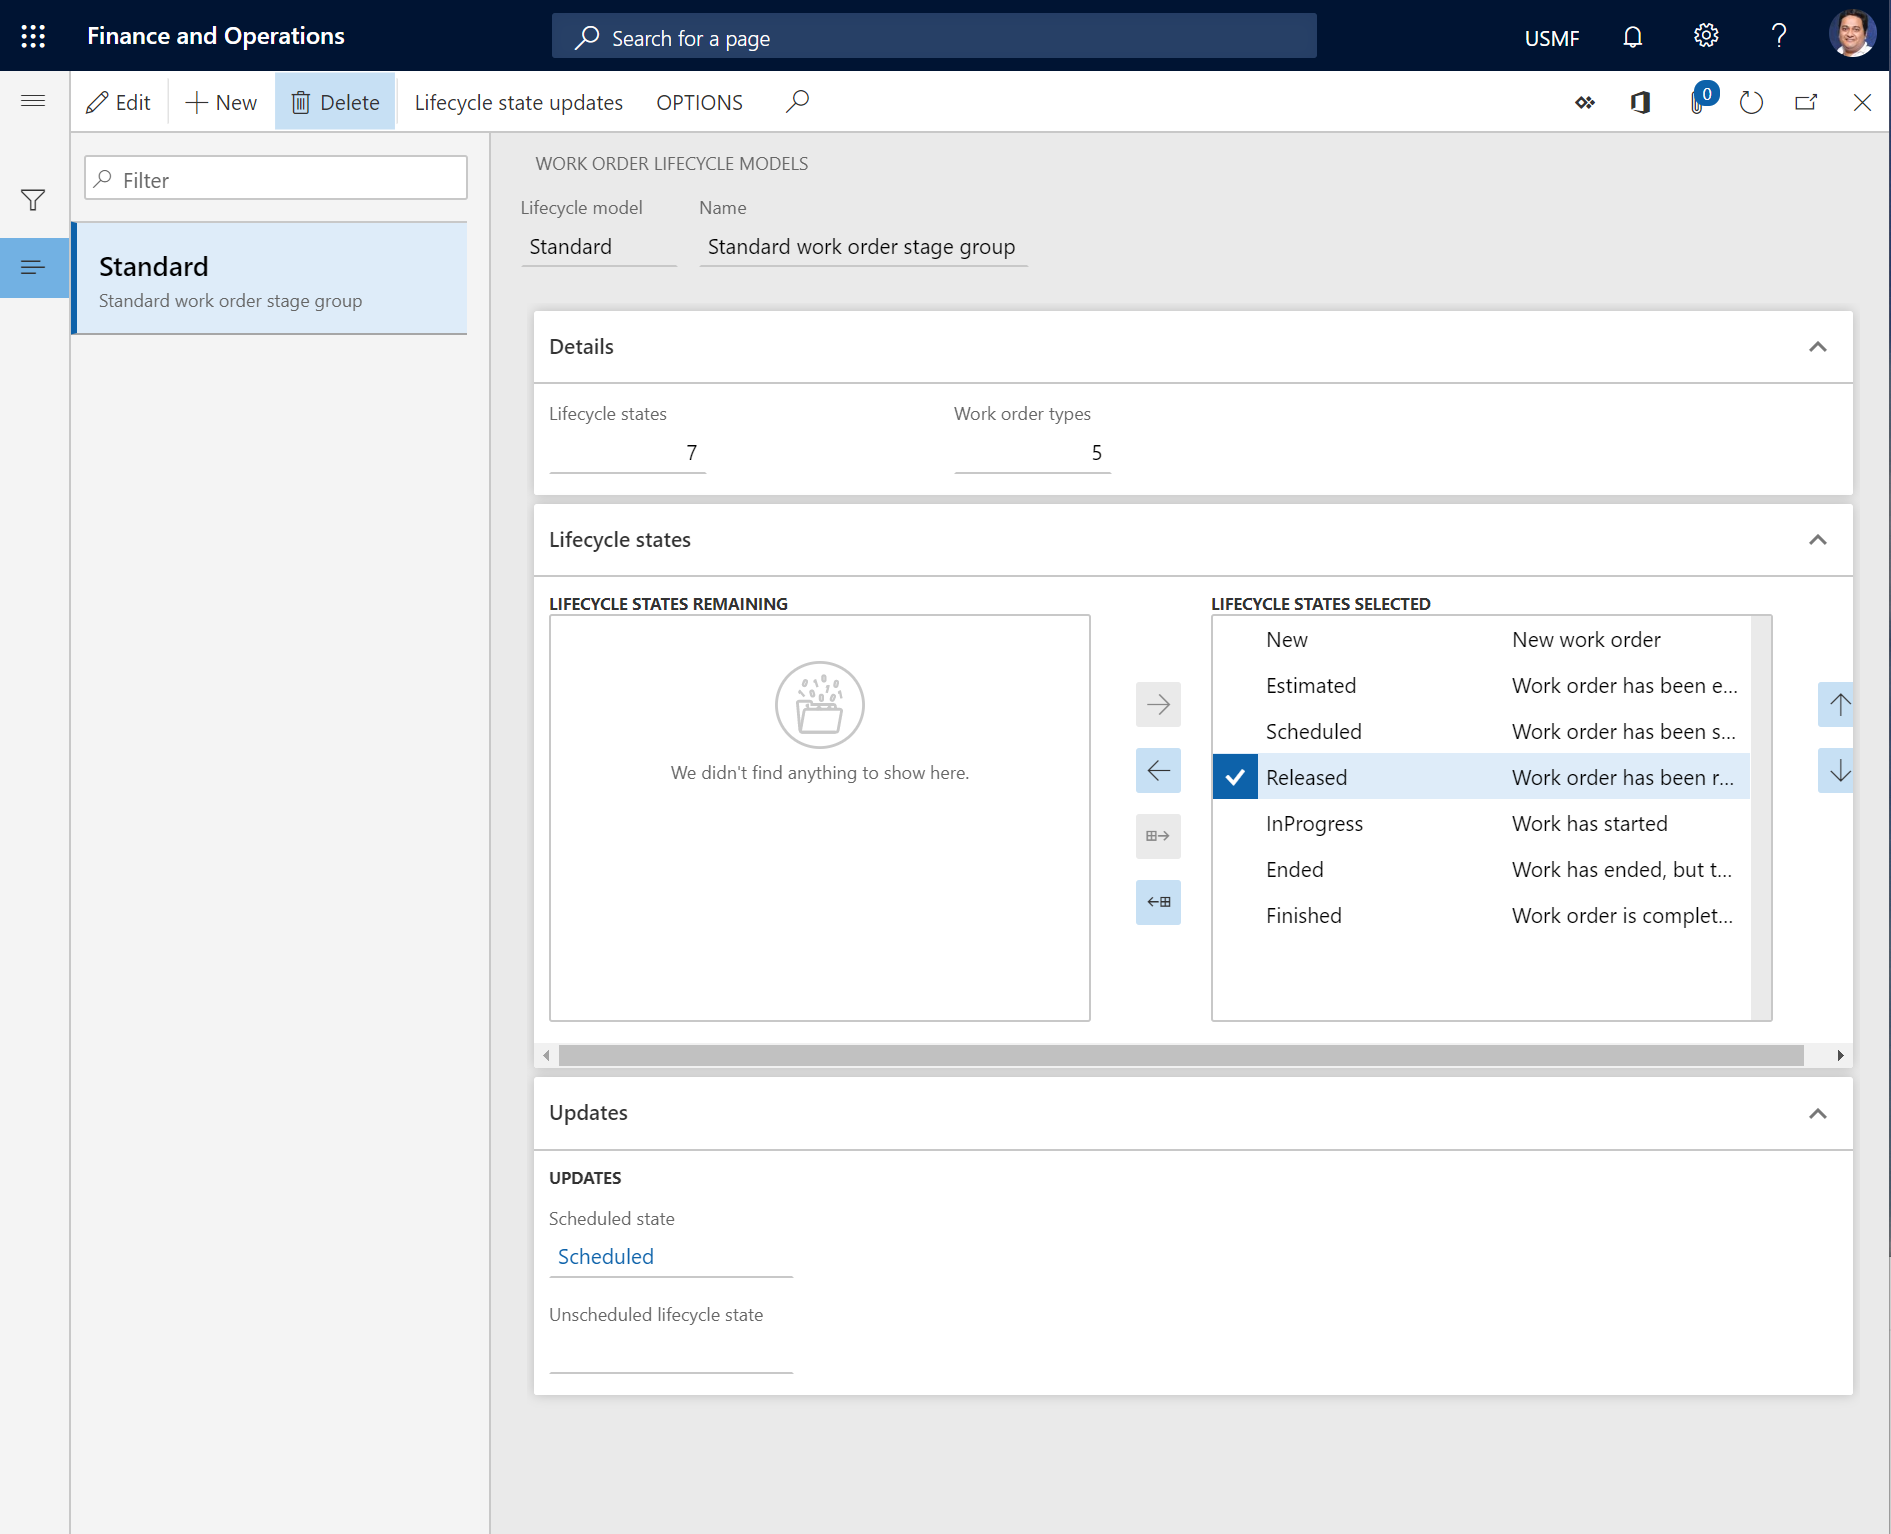 Finance and Operations
Search for a page
USMF
Edit
New
Delete
Lifecycle state updates
OPTIONS
0
Filter
Standard
Standard work order stage group
WORK ORDER LIFECYCLE MODELS
Lifecycle model
Name
Standard
Standard work order stage group
Details
Lifecycle states
Work order types
7
5
Lifecycle states
LIFECYCLE STATES REMAINING
We didn't find anything to show here.
LIFECYCLE STATES SELECTED
New
New work order
Estimated
Work order has been e...
Scheduled
Work order has been s...
Released
Work order has been r...
InProgress
Work has started
Ended
Work has ended, but t...
Finished
Work order is complet...
Updates
UPDATES
Scheduled state
Scheduled
Unscheduled lifecycle state